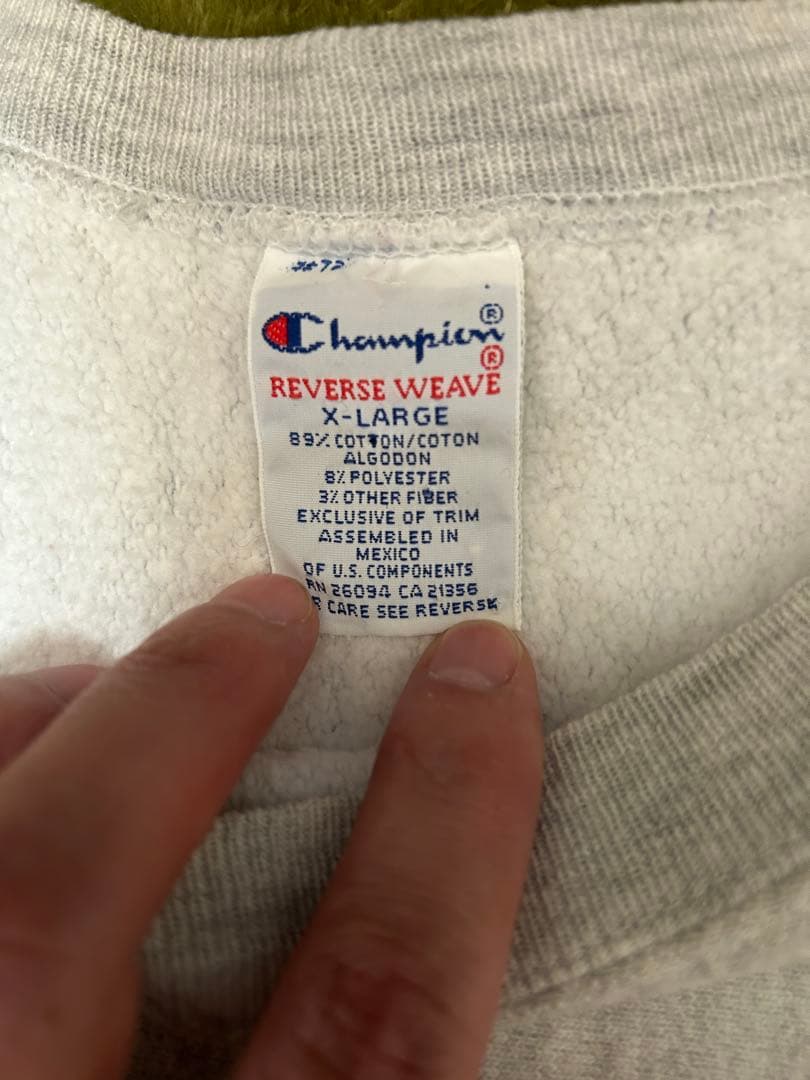 Champion®
®
REVERSE WEAVE
X-LARGE
89% COTTON/COTON
ALGODON
8% POLYESTER
3% OTHER FIBER
EXCLUSIVE OF TRIM
ASSEMBLED IN
MEXICO
OF U.S. COMPONENTS
RN 26094 CA 21356
CARE SEE REVERSE